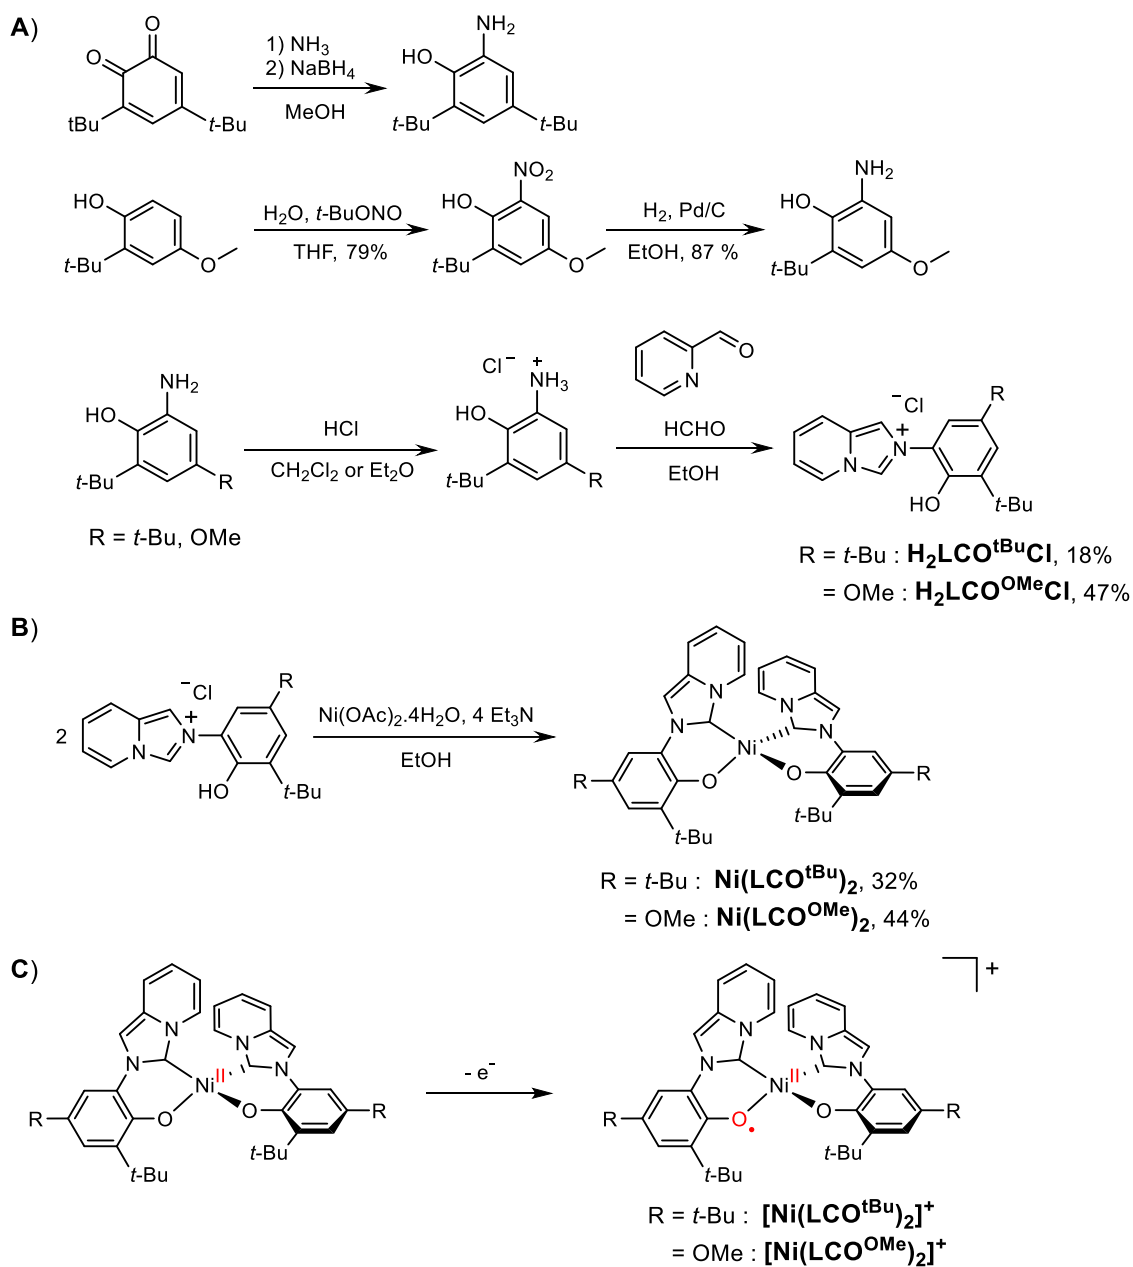 A)
O
O
tBu
t-Bu
1) NH3
2) NaBH4
MeOH
NH2
HO
t-Bu
t-Bu
HO
t-Bu
O
H2O, t-BuONO
THF, 79%
NO2
HO
t-Bu
O
H2, Pd/C
EtOH, 87 %
NH2
HO
t-Bu
O
NH2
HO
t-Bu
R
R = t-Bu, OMe
HCl
CH2Cl2 or Et2O
Cl−
+
NH3
HO
t-Bu
R
O
N
HCHO
EtOH
−Cl
R
+
N
N
HO
t-Bu
R = t-Bu : H2LCOtBuCl, 18%
= OMe : H2LCOOMeCl, 47%
B)
2
−Cl
R
+
N
N
HO
t-Bu
Ni(OAc)2.4H2O, 4 Et3N
EtOH
N
N
N
N
Ni
R
O
O
R
t-Bu
t-Bu
R = t-Bu : Ni(LCOtBu)2, 32%
= OMe : Ni(LCOOMe)2, 44%
C)
N
N
N
N
NiII
R
O
O
R
t-Bu
t-Bu
- e-
+
N
N
N
N
NiII
R
O•
O
R
t-Bu
t-Bu
R = t-Bu : [Ni(LCOtBu)2]+
= OMe : [Ni(LCOOMe)2]+